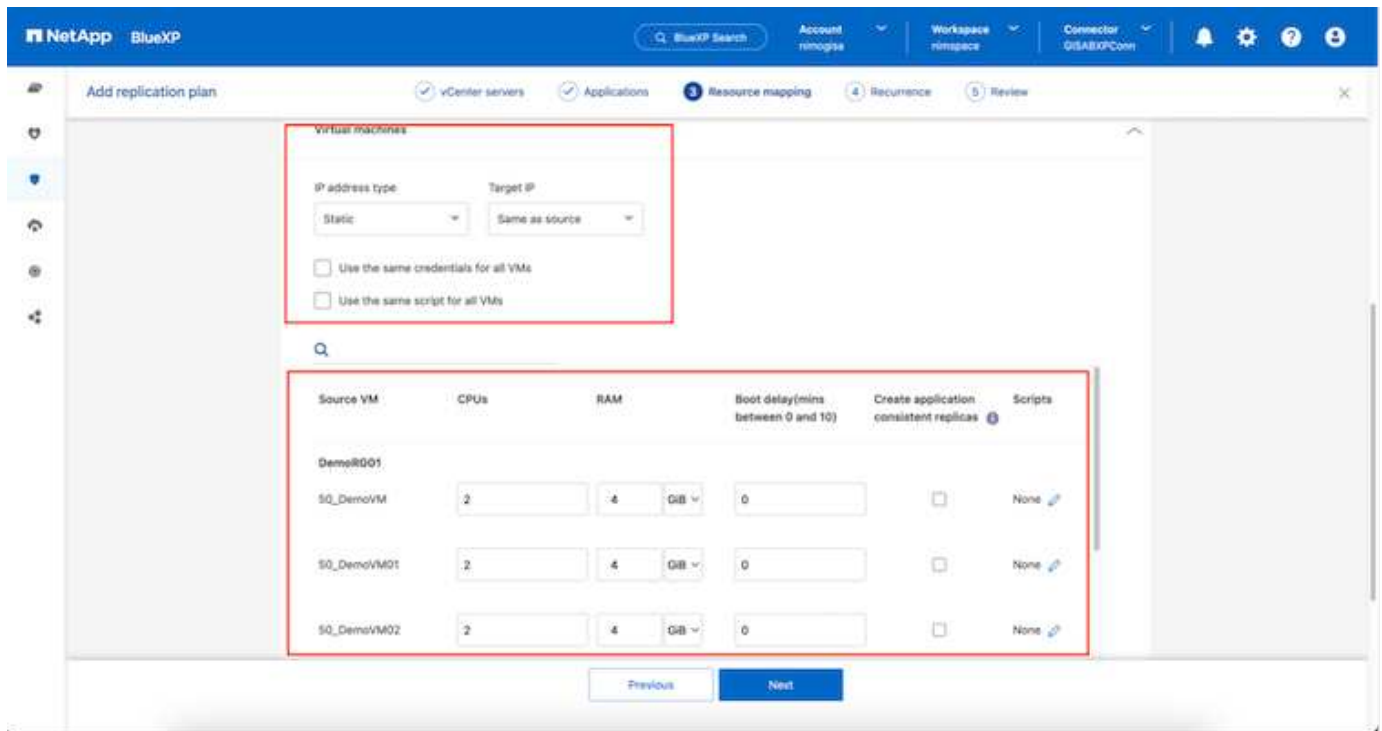 NetApp BlueXP
BlueXP Search
Account
nimogisa
Workspace
nimspace
Connector
GISABXPConn
Add replication plan
vCenter servers
Applications
3 Resource mapping
4 Recurrence
5 Review
Virtual machines
IP address type
Target IP
Static
Same as source
Use the same credentials for all VMs
Use the same script for all VMs
Source VM
CPUs
RAM
Boot delay(mins
between 0 and 10)
Create application
consistent replicas
Scripts
DemoRG01
S0_DemoVM 2 4 GiB 0 None
S0_DemoVM01 2 4 GiB 0 None
S0_DemoVM02 2 4 GiB 0 None
Previous
Next